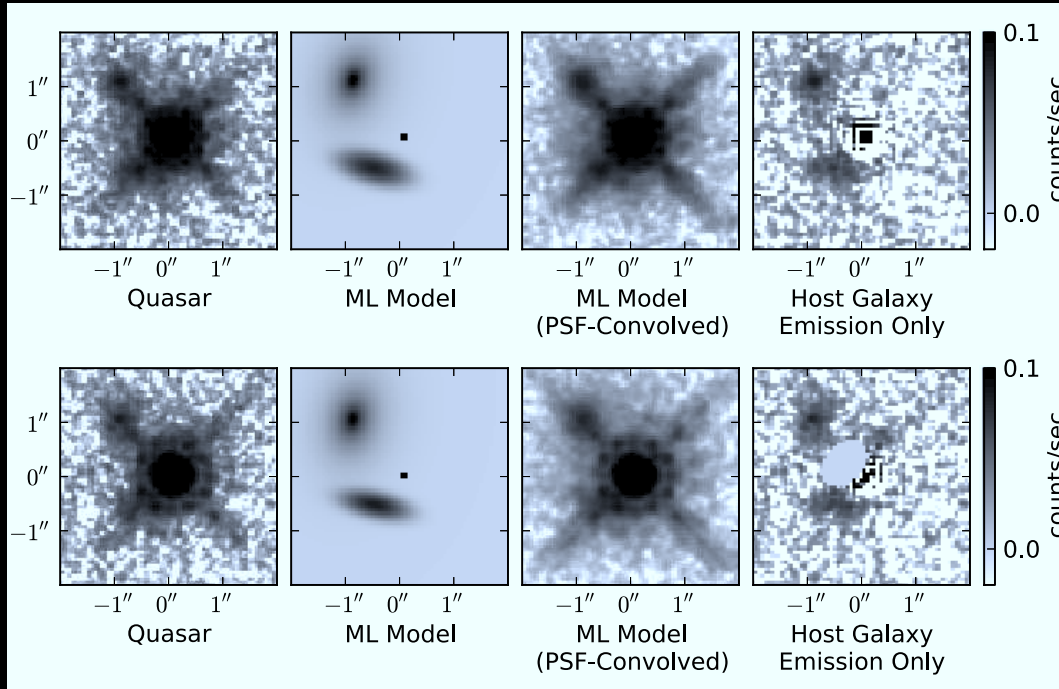 0.1
1″
0″
−1″
0.0
counts/sec
−1″ 0″ 1″ −1″ 0″ 1″ −1″ 0″ 1″ −1″ 0″ 1″
Quasar ML Model ML Model Host Galaxy
(PSF-Convolved) Emission Only
0.1
1″
0″
−1″
0.0
counts/sec
−1″ 0″ 1″ −1″ 0″ 1″ −1″ 0″ 1″ −1″ 0″ 1″
Quasar ML Model ML Model Host Galaxy
(PSF-Convolved) Emission Only